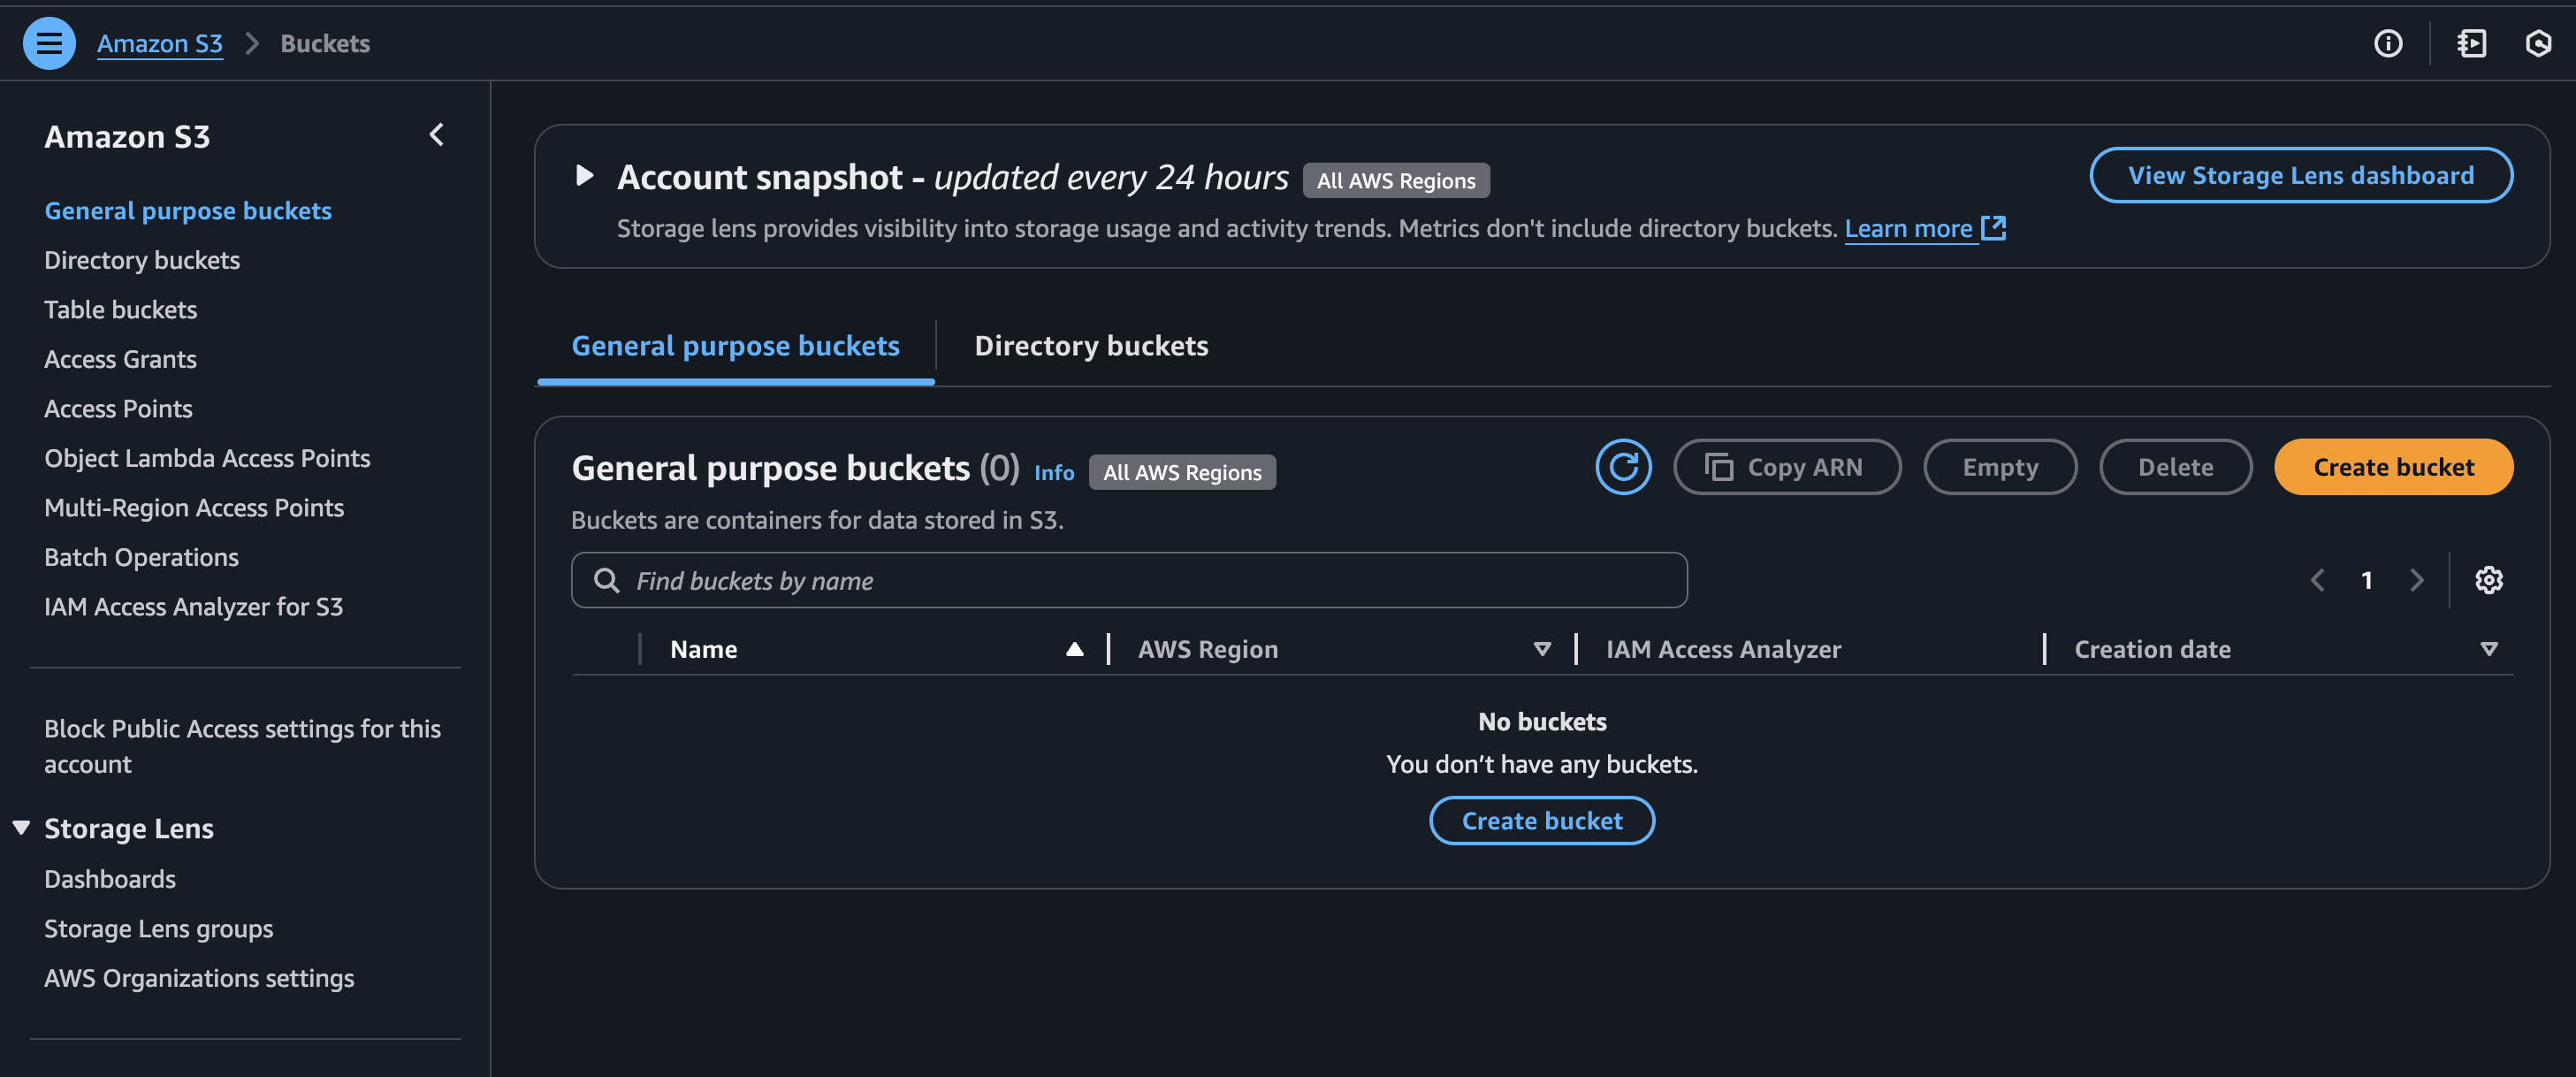 Amazon S3 > Buckets
Amazon S3
General purpose buckets
Directory buckets
Table buckets
Access Grants
Access Points
Object Lambda Access Points
Multi-Region Access Points
Batch Operations
IAM Access Analyzer for S3
Block Public Access settings for this
account
Storage Lens
Dashboards
Storage Lens groups
AWS Organizations settings
Account snapshot - updated every 24 hours All AWS Regions
View Storage Lens dashboard
Storage lens provides visibility into storage usage and activity trends. Metrics don't include directory buckets. Learn more
General purpose buckets
Directory buckets
General purpose buckets (0) Info All AWS Regions
Copy ARN
Empty
Delete
Create bucket
Buckets are containers for data stored in S3.
Find buckets by name
1
Name
AWS Region
IAM Access Analyzer
Creation date
No buckets
You don’t have any buckets.
Create bucket